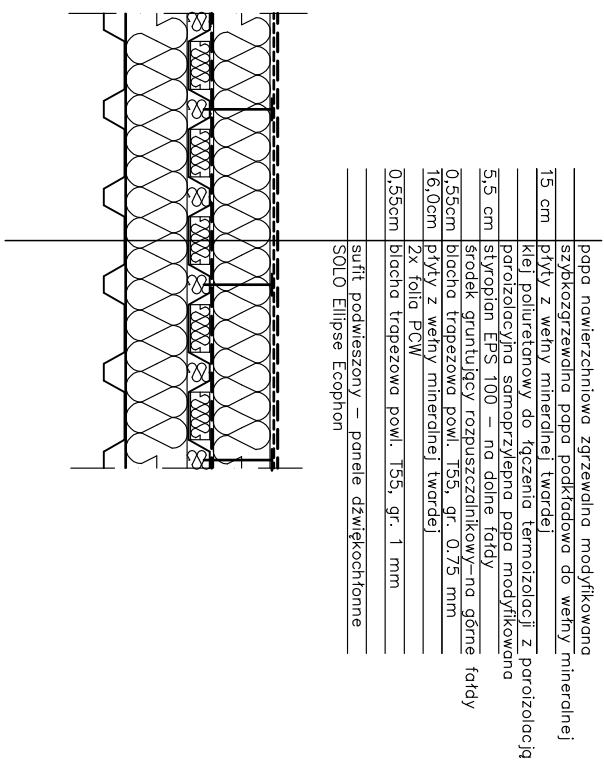 papa nawierzchniowa zgrzewalna modyfikowana
szybkozgrzewalna papa podkładowa do wełny mineralnej
15 cm płyty z wełny mineralnej twardej
klej poliuretanowy do łączenia termoizolacji z paroizolacją
paroizolacyjna samoprzylepna papa modyfikowana
5,5 cm styropian EPS 100 – na dolne fałdy
środek gruntujący rozpuszczalnikowy–na górne fałdy
0,55cm blacha trapezowa powl. T55, gr. 0.75 mm
16,0cm płyty z wełny mineralnej twardej
2x folia PCW
0,55cm blacha trapezowa powl. T55, gr. 1 mm
sufit podwieszony – panele dźwiękochłonne
SOLO Ellipse Ecophon